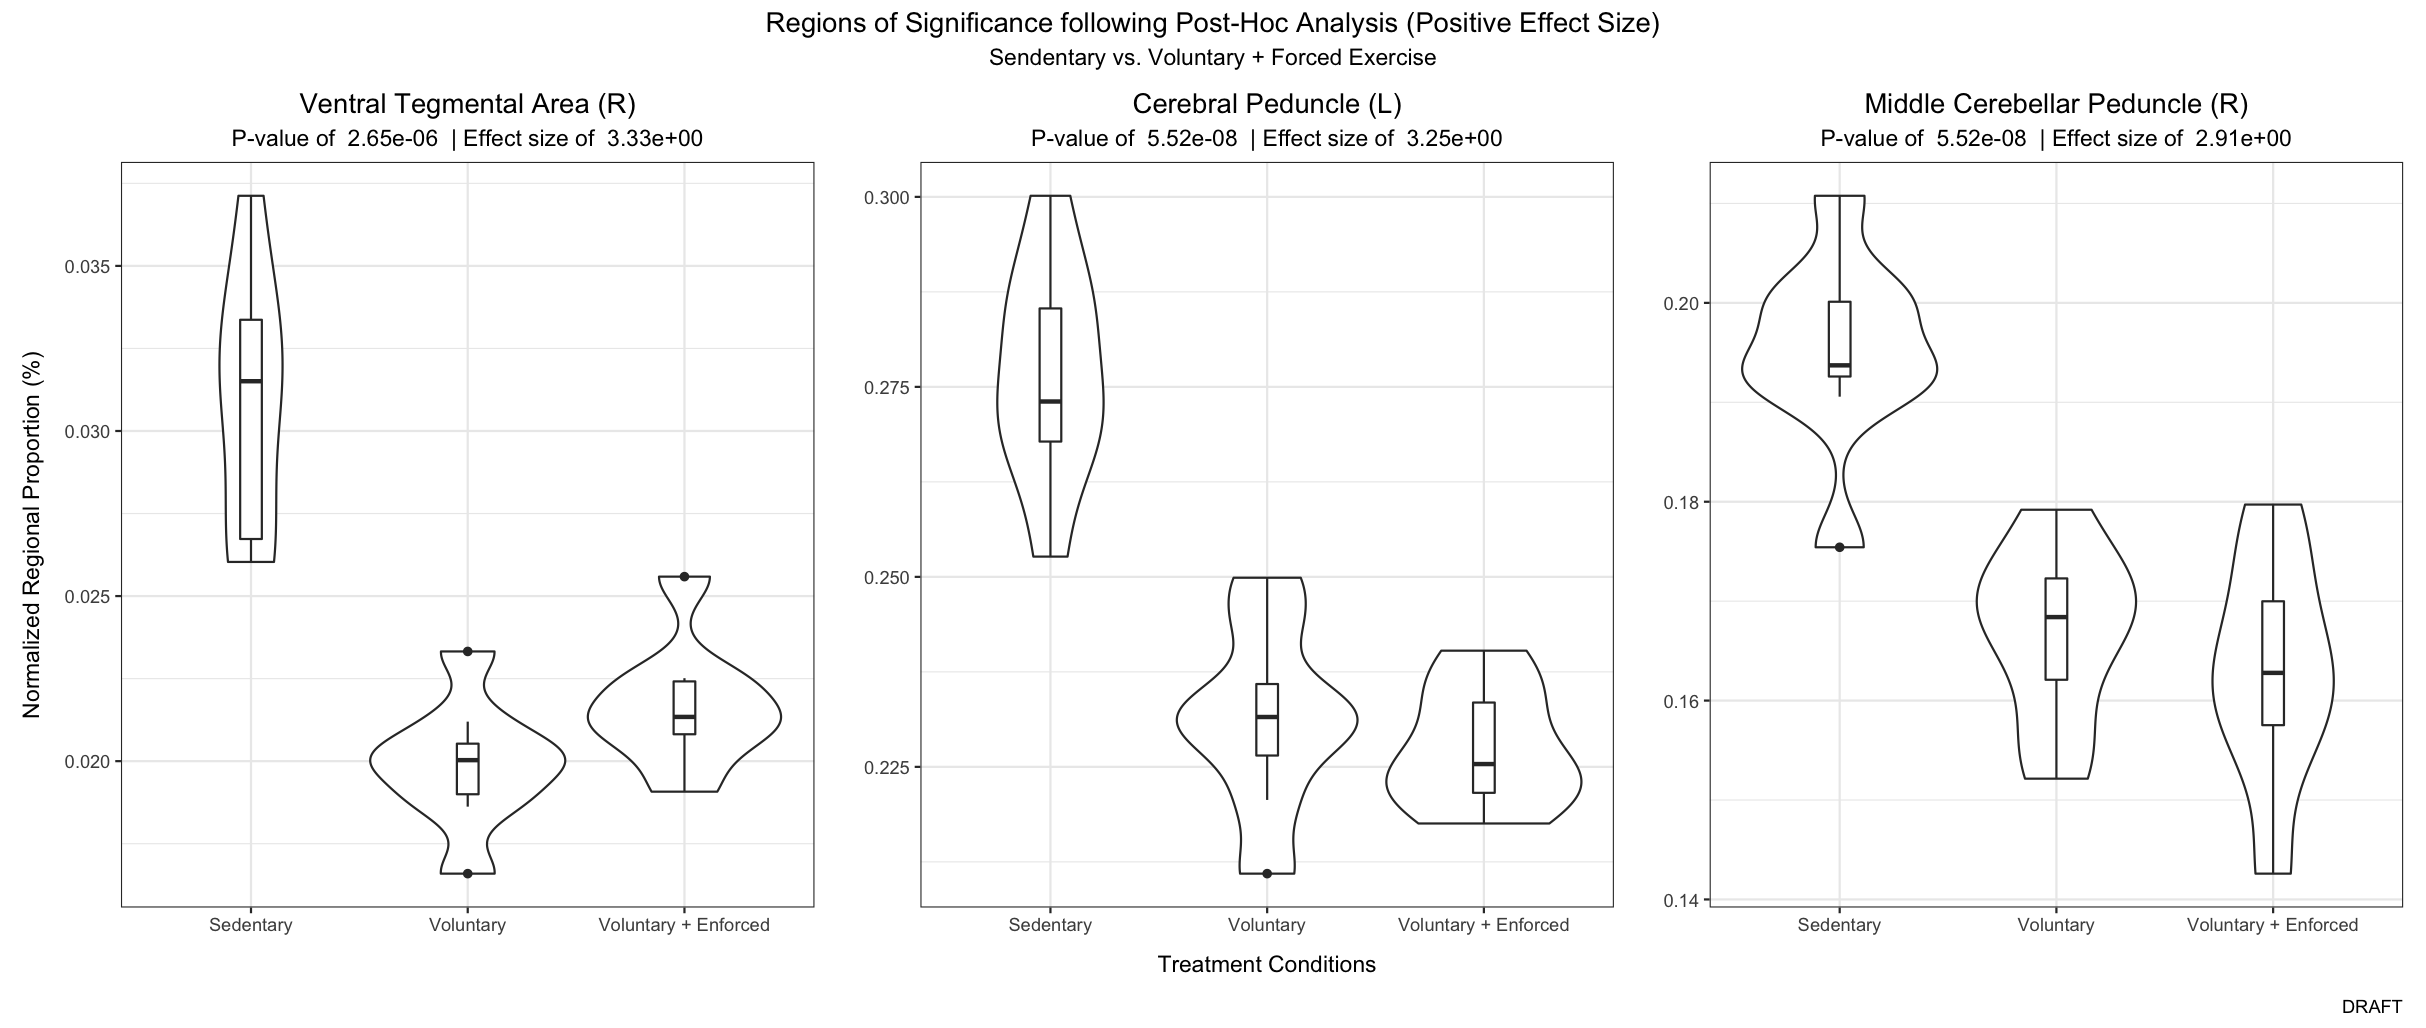 Regions of Significance following Post-Hoc Analysis (Positive Effect Size)
Sendentary vs. Voluntary + Forced Exercise
Ventral Tegmental Area (R)
P-value of  2.65e-06  | Effect size of  3.33e+00
Normalized Regional Proportion (%)
0.035
0.030
0.025
0.020
Sedentary
Voluntary
Voluntary + Enforced
Cerebral Peduncle (L)
P-value of  5.52e-08  | Effect size of  3.25e+00
0.300
0.275
0.250
0.225
Sedentary
Voluntary
Voluntary + Enforced
Middle Cerebellar Peduncle (R)
P-value of  5.52e-08  | Effect size of  2.91e+00
0.20
0.18
0.16
0.14
Sedentary
Voluntary
Voluntary + Enforced
Treatment Conditions
DRAFT